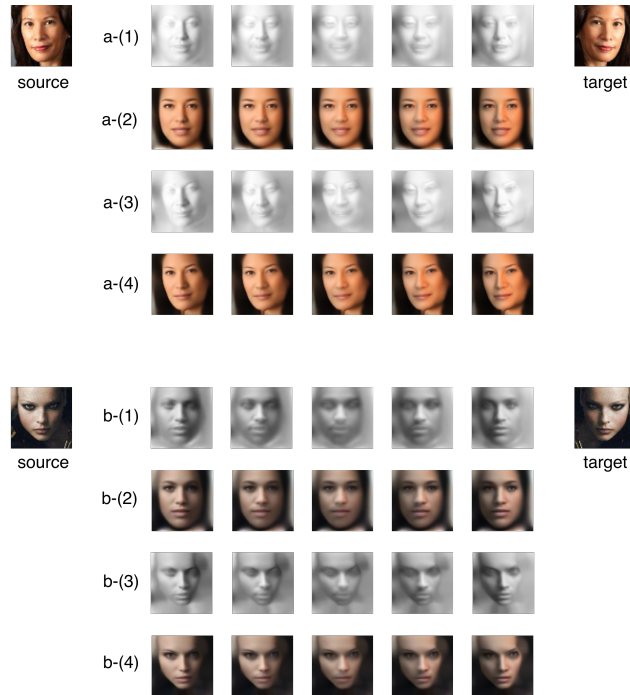 a-(1)
source
target
a-(2)
a-(3)
a-(4)
b-(1)
source
target
b-(2)
b-(3)
b-(4)